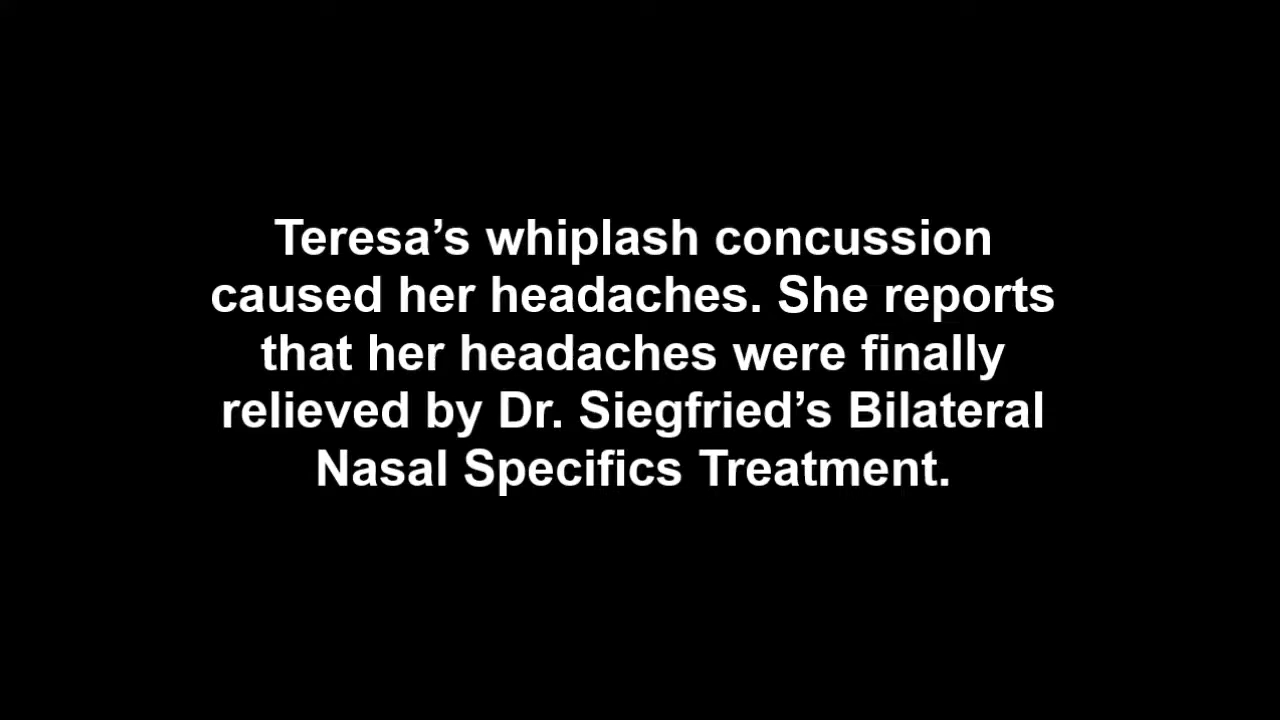 Teresa’s whiplash concussion
caused her headaches. She reports
that her headaches were finally
relieved by Dr. Siegfried’s Bilateral
Nasal Specifics Treatment.